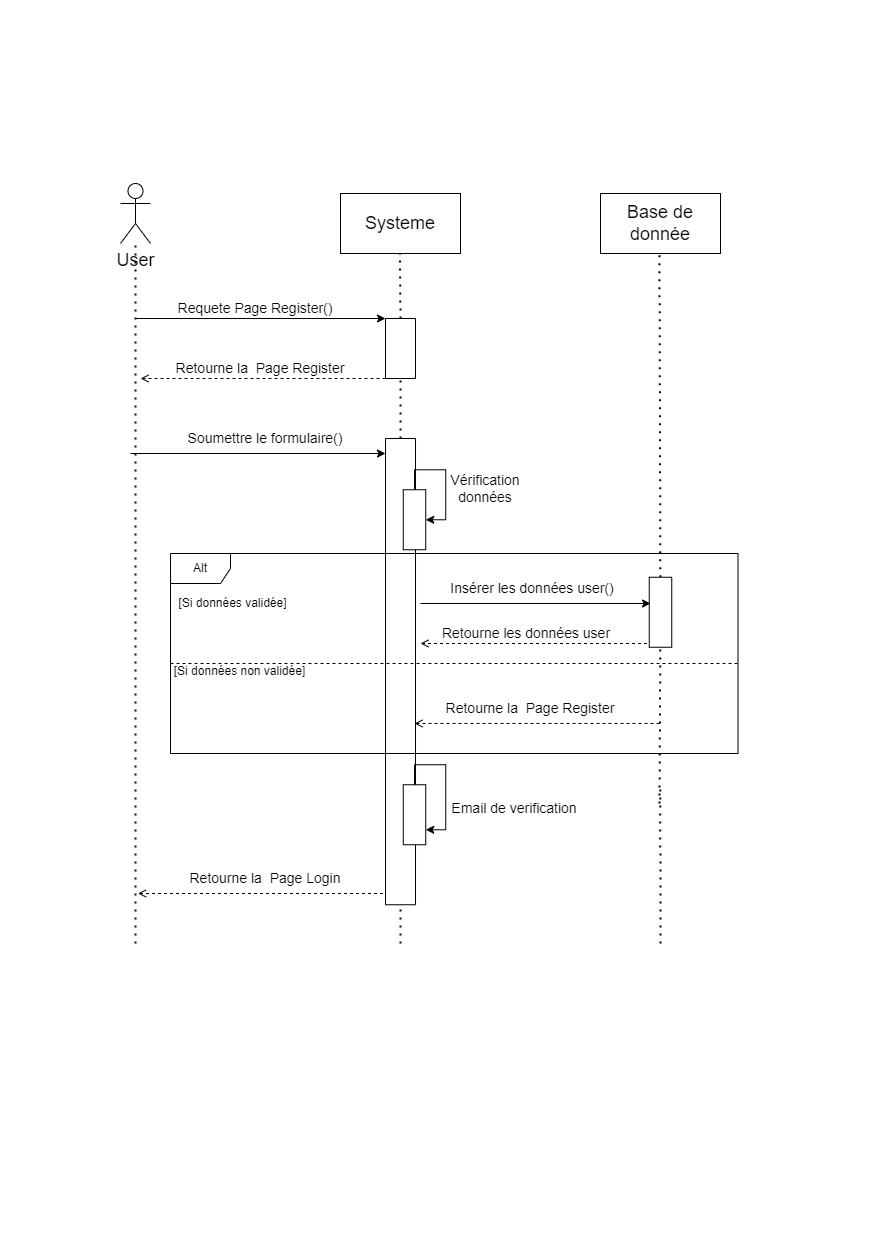 User
Systeme
Base de
donnée
Requete Page Register()
Retourne la  Page Register
Soumettre le formulaire()
Vérification
données
Alt
[Si données validée]
Insérer les données user()
Retourne les données user
[Si données non validée]
Retourne la  Page Register
Email de verification
Retourne la  Page Login